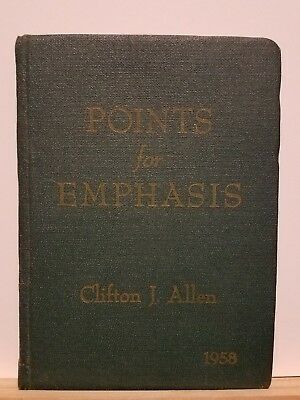 POINTS
for
EMPHASIS
Clifton J. Allen
1958